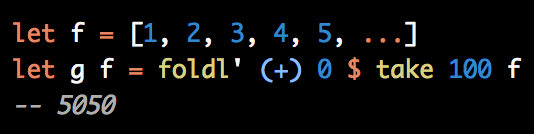 let f = [1, 2, 3, 4, 5, ...]
let g f = foldl' (+) 0 $ take 100 f
-- 5050